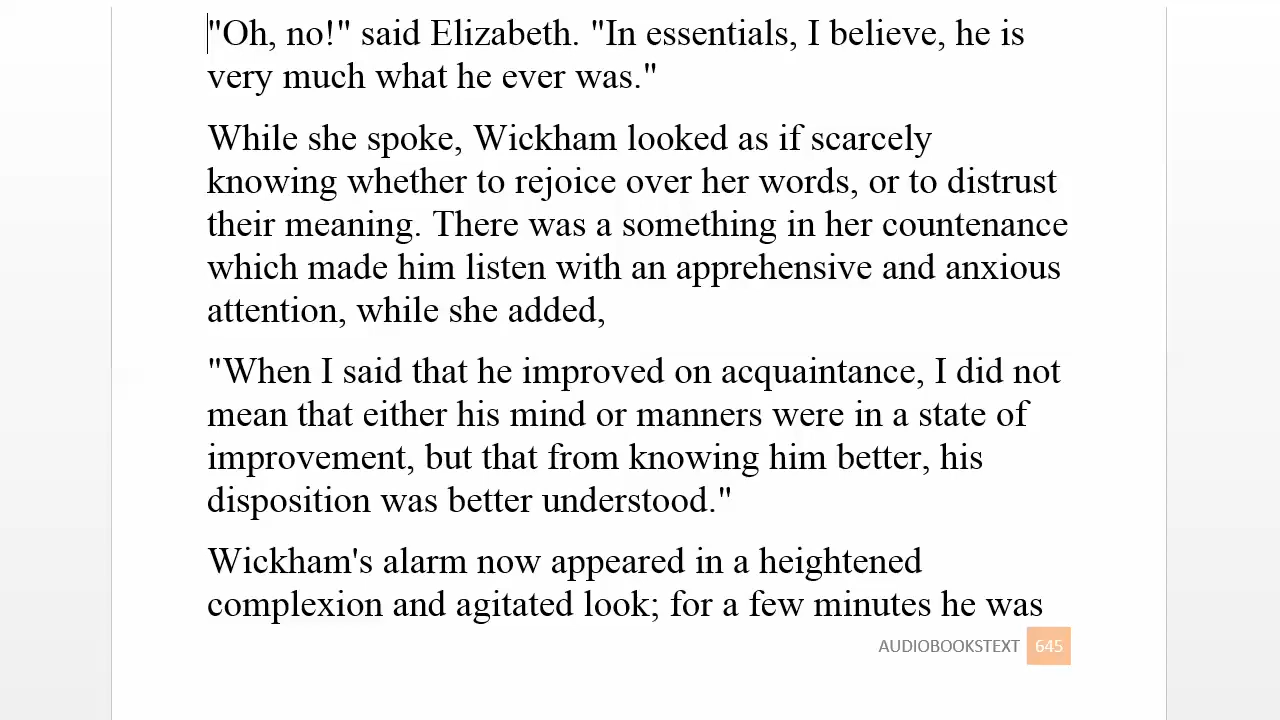 "Oh, no!" said Elizabeth. "In essentials, I believe, he is
very much what he ever was."
While she spoke, Wickham looked as if scarcely
knowing whether to rejoice over her words, or to distrust
their meaning. There was a something in her countenance
which made him listen with an apprehensive and anxious
attention, while she added,
"When I said that he improved on acquaintance, I did not
mean that either his mind or manners were in a state of
improvement, but that from knowing him better, his
disposition was better understood."
Wickham's alarm now appeared in a heightened
complexion and agitated look; for a few minutes he was
AUDIOBOOKSTEXT 645